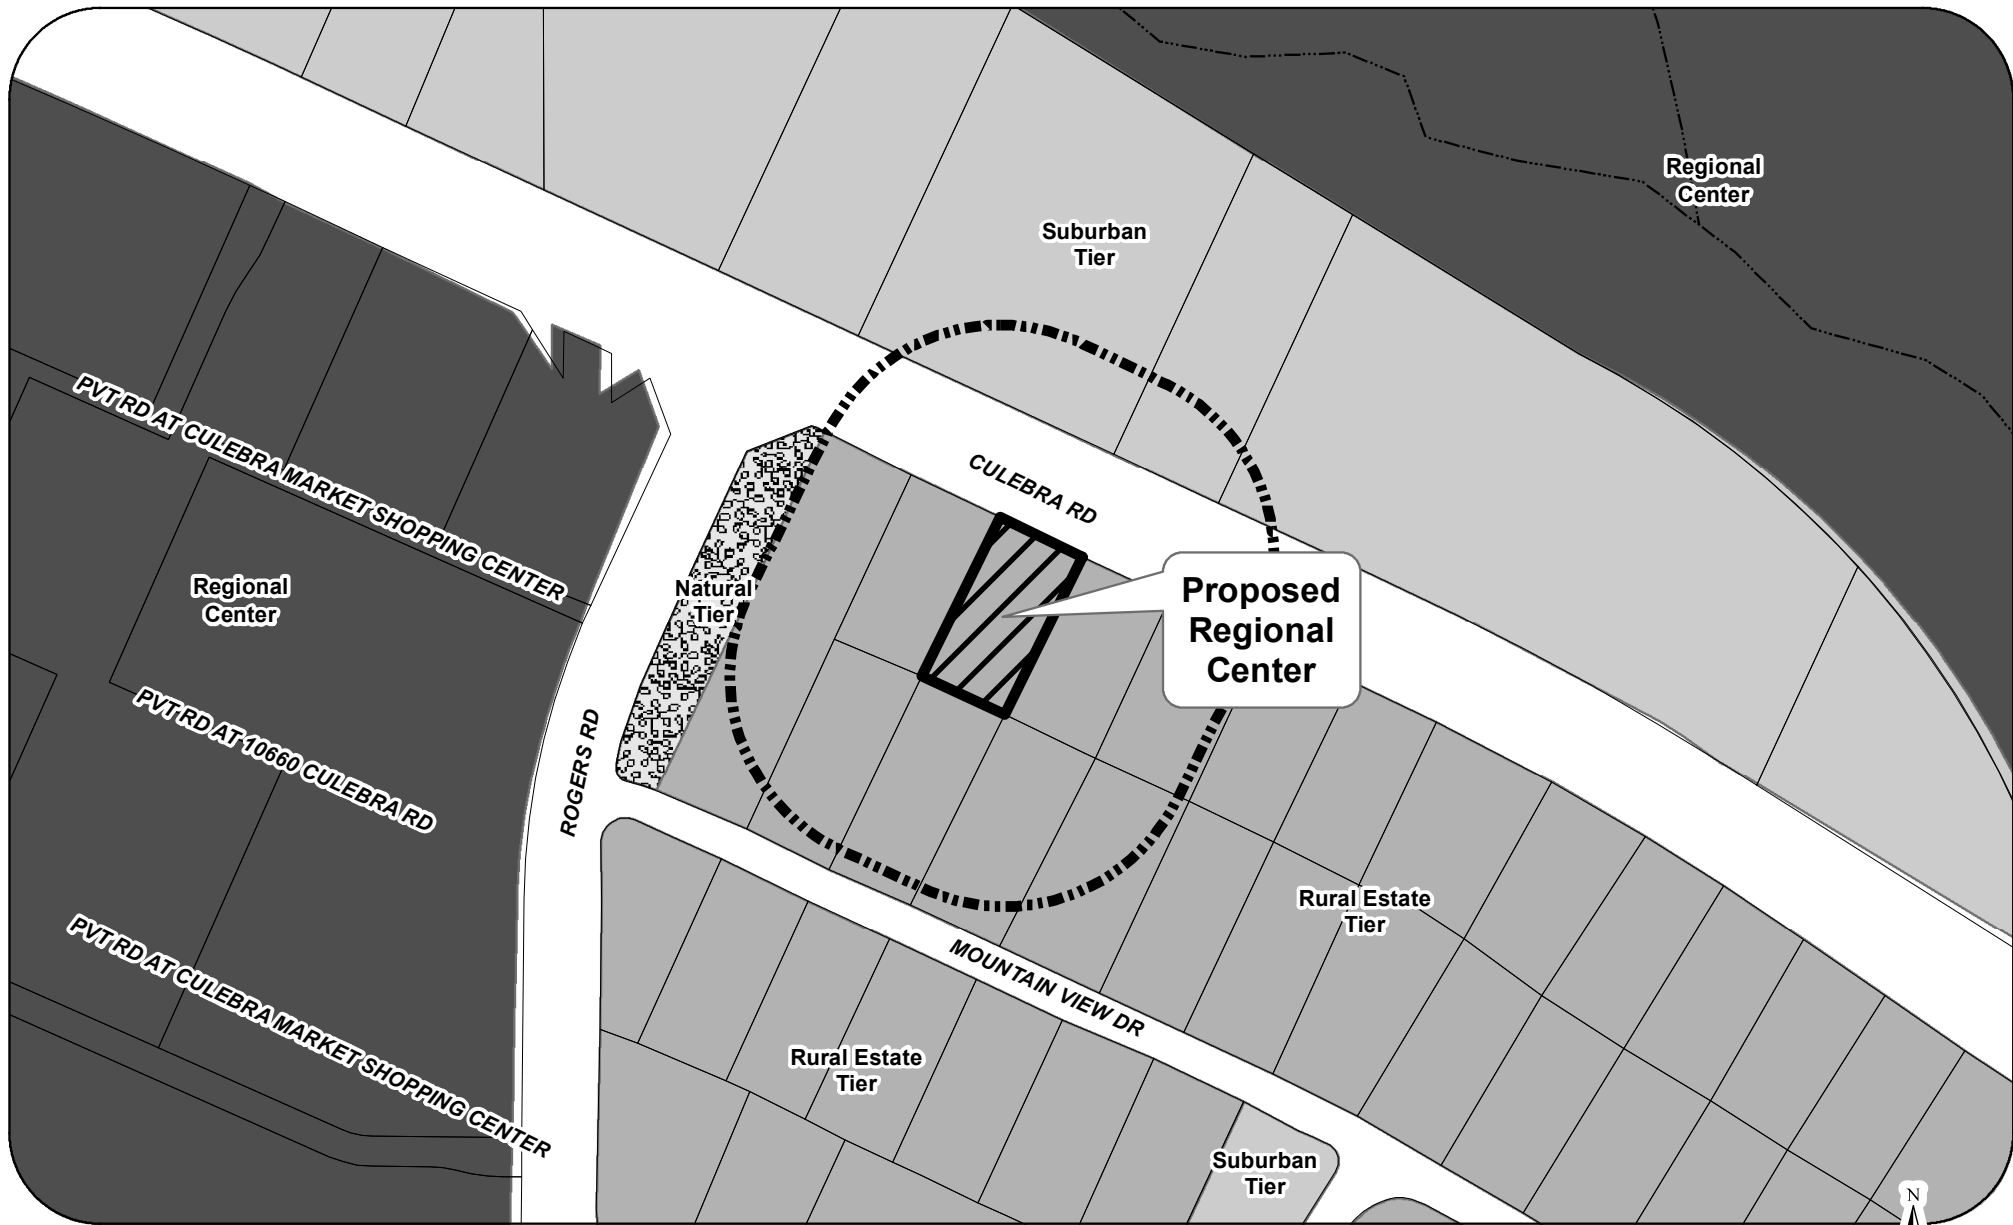 Regional
Center
Suburban
Tier
PVT RD AT CULEBRA MARKET SHOPPING CENTER
CULEBRA RD
Regional
Center
Natural
Tier
Proposed
Regional
Center
PVT RD AT 10660 CULEBRA RD
ROGERS RD
Rural Estate
Tier
PVT RD AT CULEBRA MARKET SHOPPING CENTER
MOUNTAIN VIEW DR
Rural Estate
Tier
Suburban
Tier
N